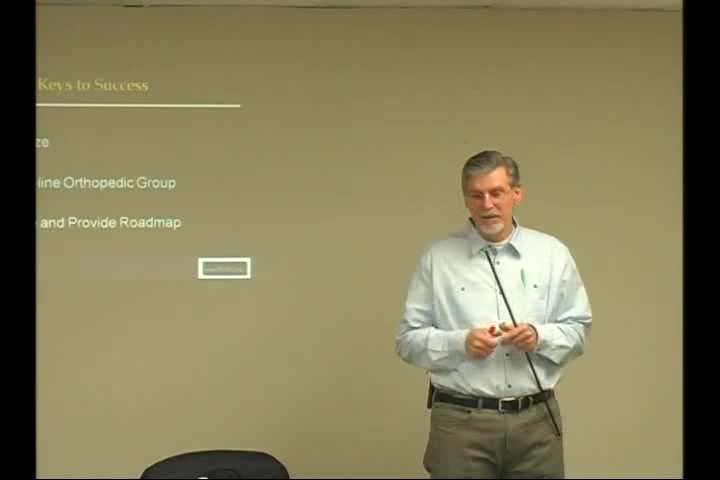 Keys to Success
ze
line Orthopedic Group
and Provide Roadmap